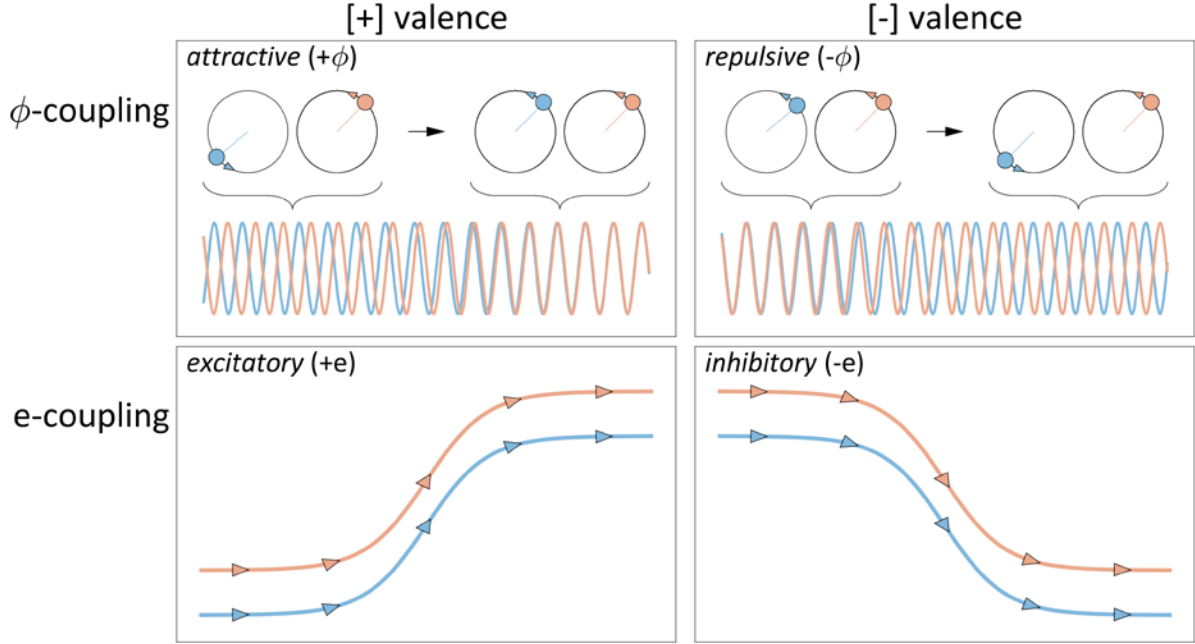 [+] valence
[-] valence
ϕ-coupling
attractive (+ϕ)
repulsive (-ϕ)
e-coupling
excitatory (+e)
inhibitory (-e)